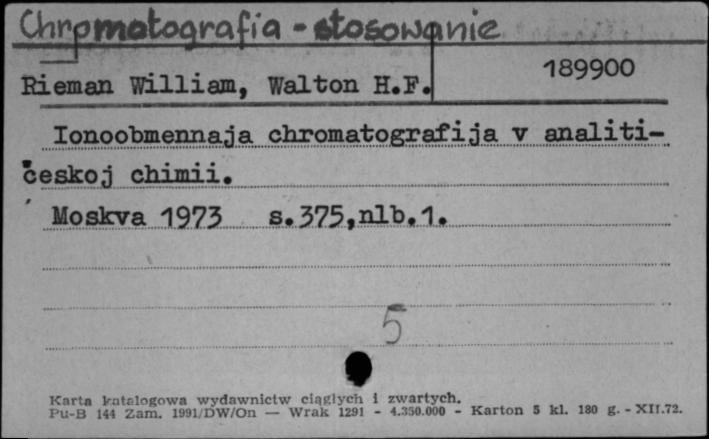 Chromatografia - stosowanie
189900
Rieman William, Walton H.F.
Ionoobmennaja chromatografija v analiti-
českoj chimii.
Moskva 1973 s.375,nlb.1.
5
Karta katalogowa wydawnictw ciągłych i zwartych.
Pu-B 144 Zam. 1991/DW/On — Wrak 1291 - 4.350.000 - Karton 5 kl. 180 g. - XII.72.